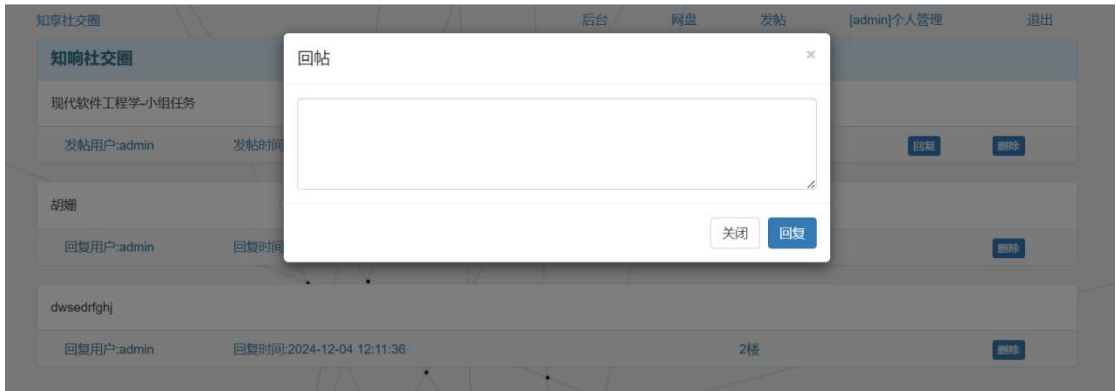 知享社交圈 后台 网盘 发帖 [admin]个人管理 退出
知响社交圈
回帖 ×
现代软件工程学-小组任务
发帖用户:admin 发帖时间 回复 删除
胡姗
关闭 回复
回复用户:admin 回复时间 删除
dwsedrfghj
回复用户:admin 回复时间:2024-12-04 12:11:36 2楼 删除